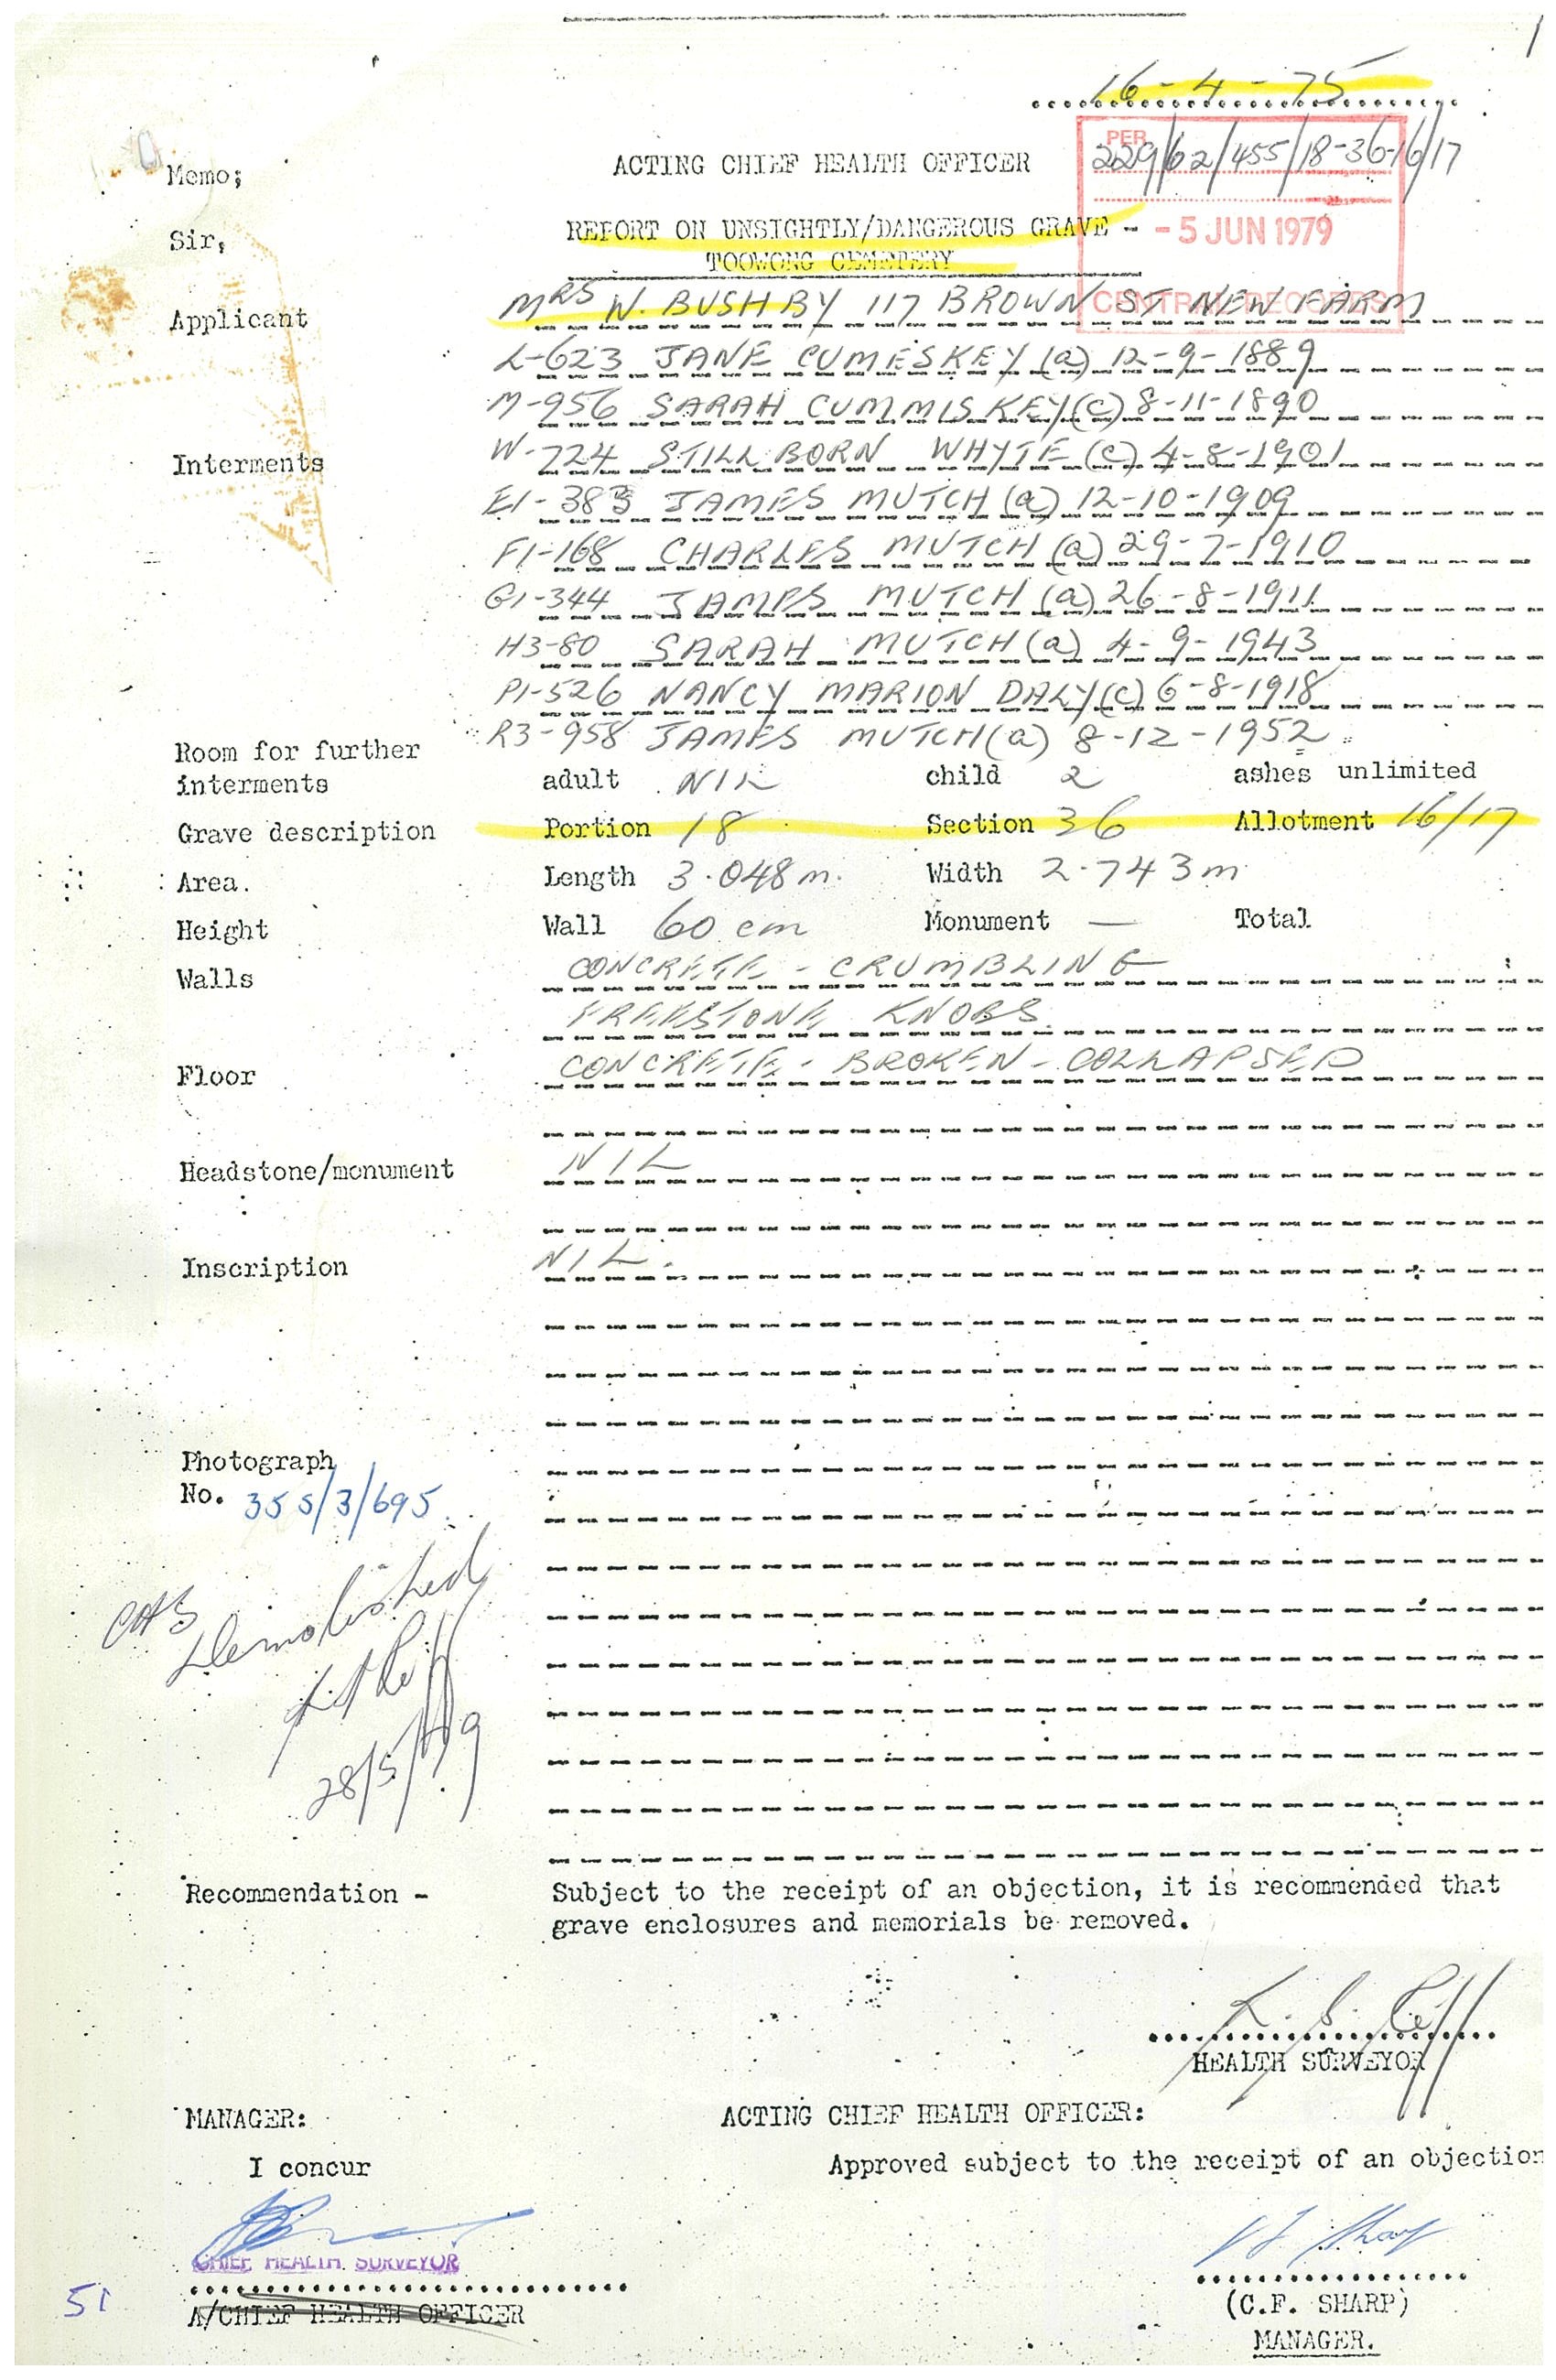 1
16-4-75
PER
229/62/455/18-36-16/17
Memo;
ACTING CHIEF HEALTH OFFICER
Sir,
REPORT ON UNSIGHTLY/DANGEROUS GRAVE -
- 5 JUN 1979
TOOWONG CEMETERY
CENTRAL RECORDS
Applicant MRS N. BUSHBY 117 BROWN ST NEW FARM
L-623 JANE CUMESKEY (a) 12-9-1889
M-956 SARAH CUMMISKEY (c) 8-11-1890
Interments W-724 STILLBORN WHYTE (c) 4-8-1901
E1-383 JAMES MUTCH (a) 12-10-1909
F1-168 CHARLES MUTCH (a) 29-7-1910
G1-344 JAMES MUTCH (a) 26-8-1911
H3-80 SARAH MUTCH (a) 4-9-1943
P1-526 NANCY MARION DALY (c) 6-8-1918
R3-958 JAMES MUTCH (a) 8-12-1952
Room for further
interments adult NIL child 2 ashes unlimited
Grave description Portion 18 Section 36 Allotment 16/17
Area. Length 3.048 m. Width 2.743 m
Height Wall 60 cm Monument — Total
Walls CONCRETE - CRUMBLING
FREESTONE KNOBS
Floor CONCRETE - BROKEN - COLLAPSED
Headstone/monument NIL
Inscription NIL.
Photograph
No. 355/3/695
CHS
Demolished
28/5/79
Recommendation - Subject to the receipt of an objection, it is recommended that
grave enclosures and memorials be removed.
HEALTH SURVEYOR
MANAGER: ACTING CHIEF HEALTH OFFICER:
I concur Approved subject to the receipt of an objection
CHIEF HEALTH SURVEYOR
A/CHIEF HEALTH OFFICER
51
(C.F. SHARP)
MANAGER.